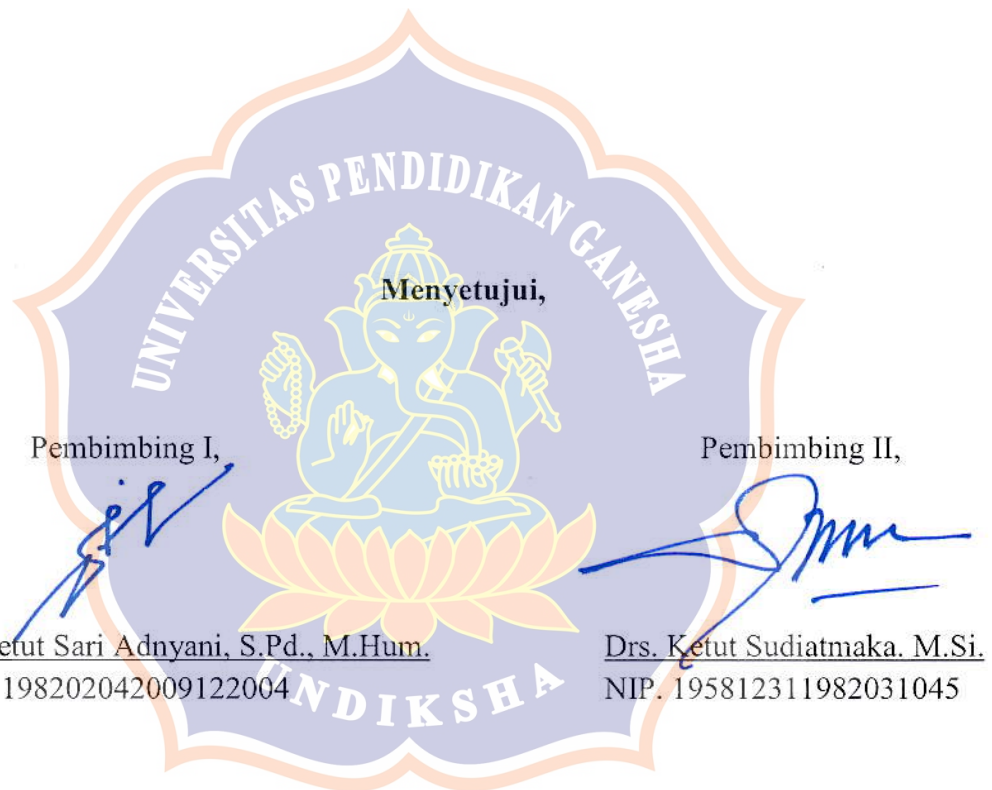 UNIVERSITAS PENDIDIKAN GANESHA
Menyetujui,
Pembimbing I,
Pembimbing II,
etut Sari Adnyani, S.Pd., M.Hum.
198202042009122004
Drs. Ketut Sudiatmaka. M.Si.
NIP. 195812311982031045
UNDIKSHA